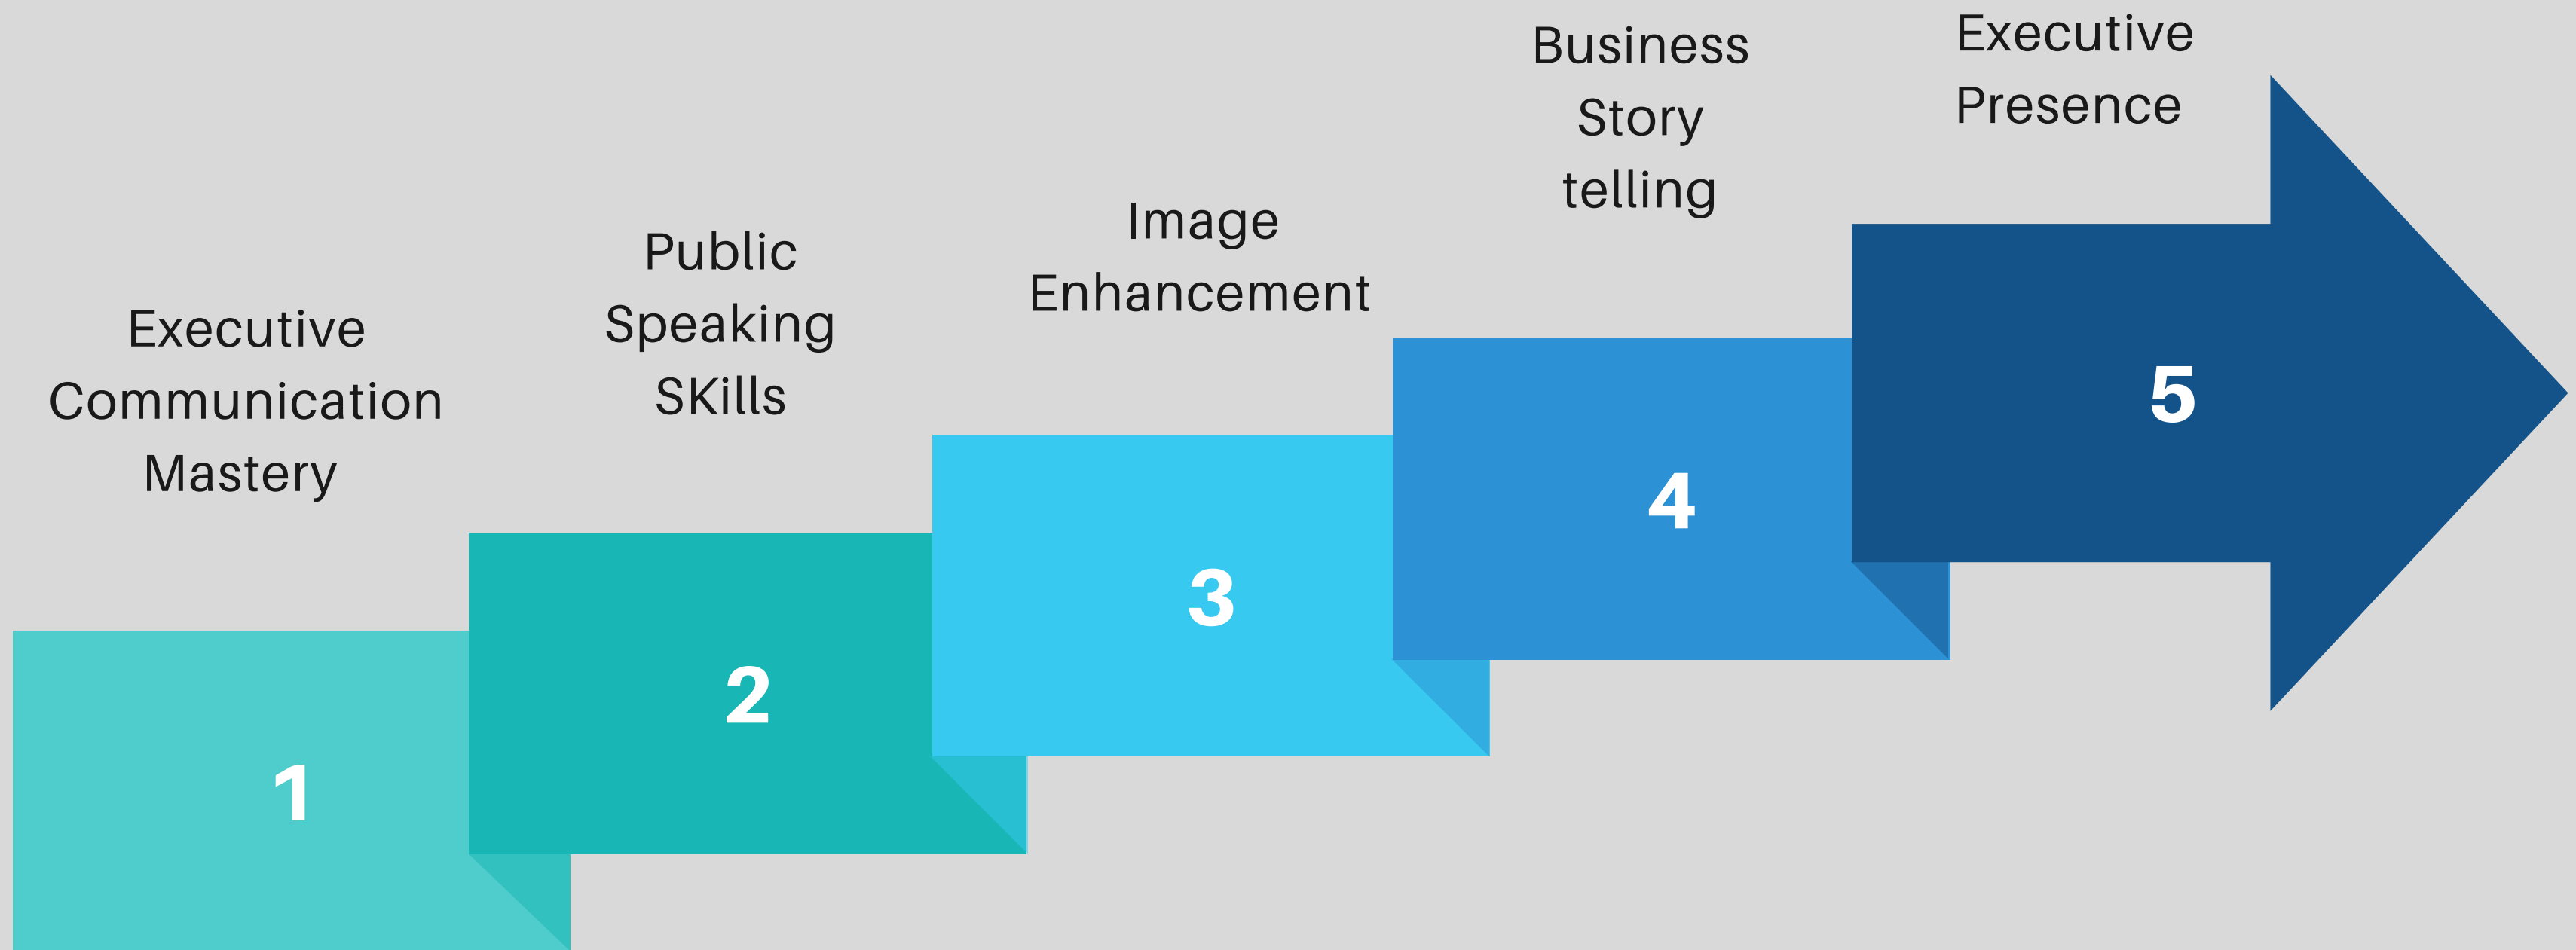 Executive
Communication
Mastery
1
Public
Speaking
SKills
2
Image
Enhancement
3
Business
Story
telling
4
Executive
Presence
5